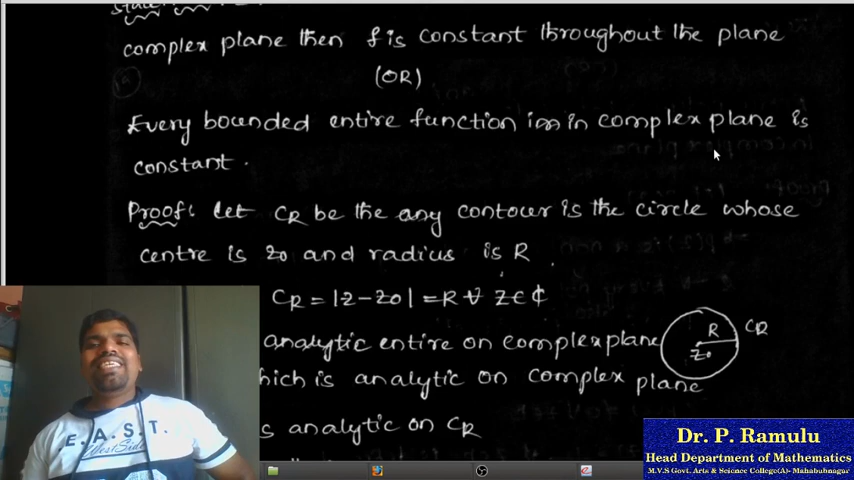 complex plane then f is constant throughout the plane
(OR)
Every bounded entire function in complex plane is
constant.
Proof: Let CR be the any contour is the circle whose
centre is z0 and radius is R.
CR = |z-z0| = R ∀ z∈₵
analytic entire on complex plane
R CR
z0
hich is analytic on complex plane
s analytic on CR
E.A.S.T.
WestSide
Dr. P. Ramulu
Head Department of Mathematics
M.V.S Govt. Arts & Science College(A)- Mahabubnagar